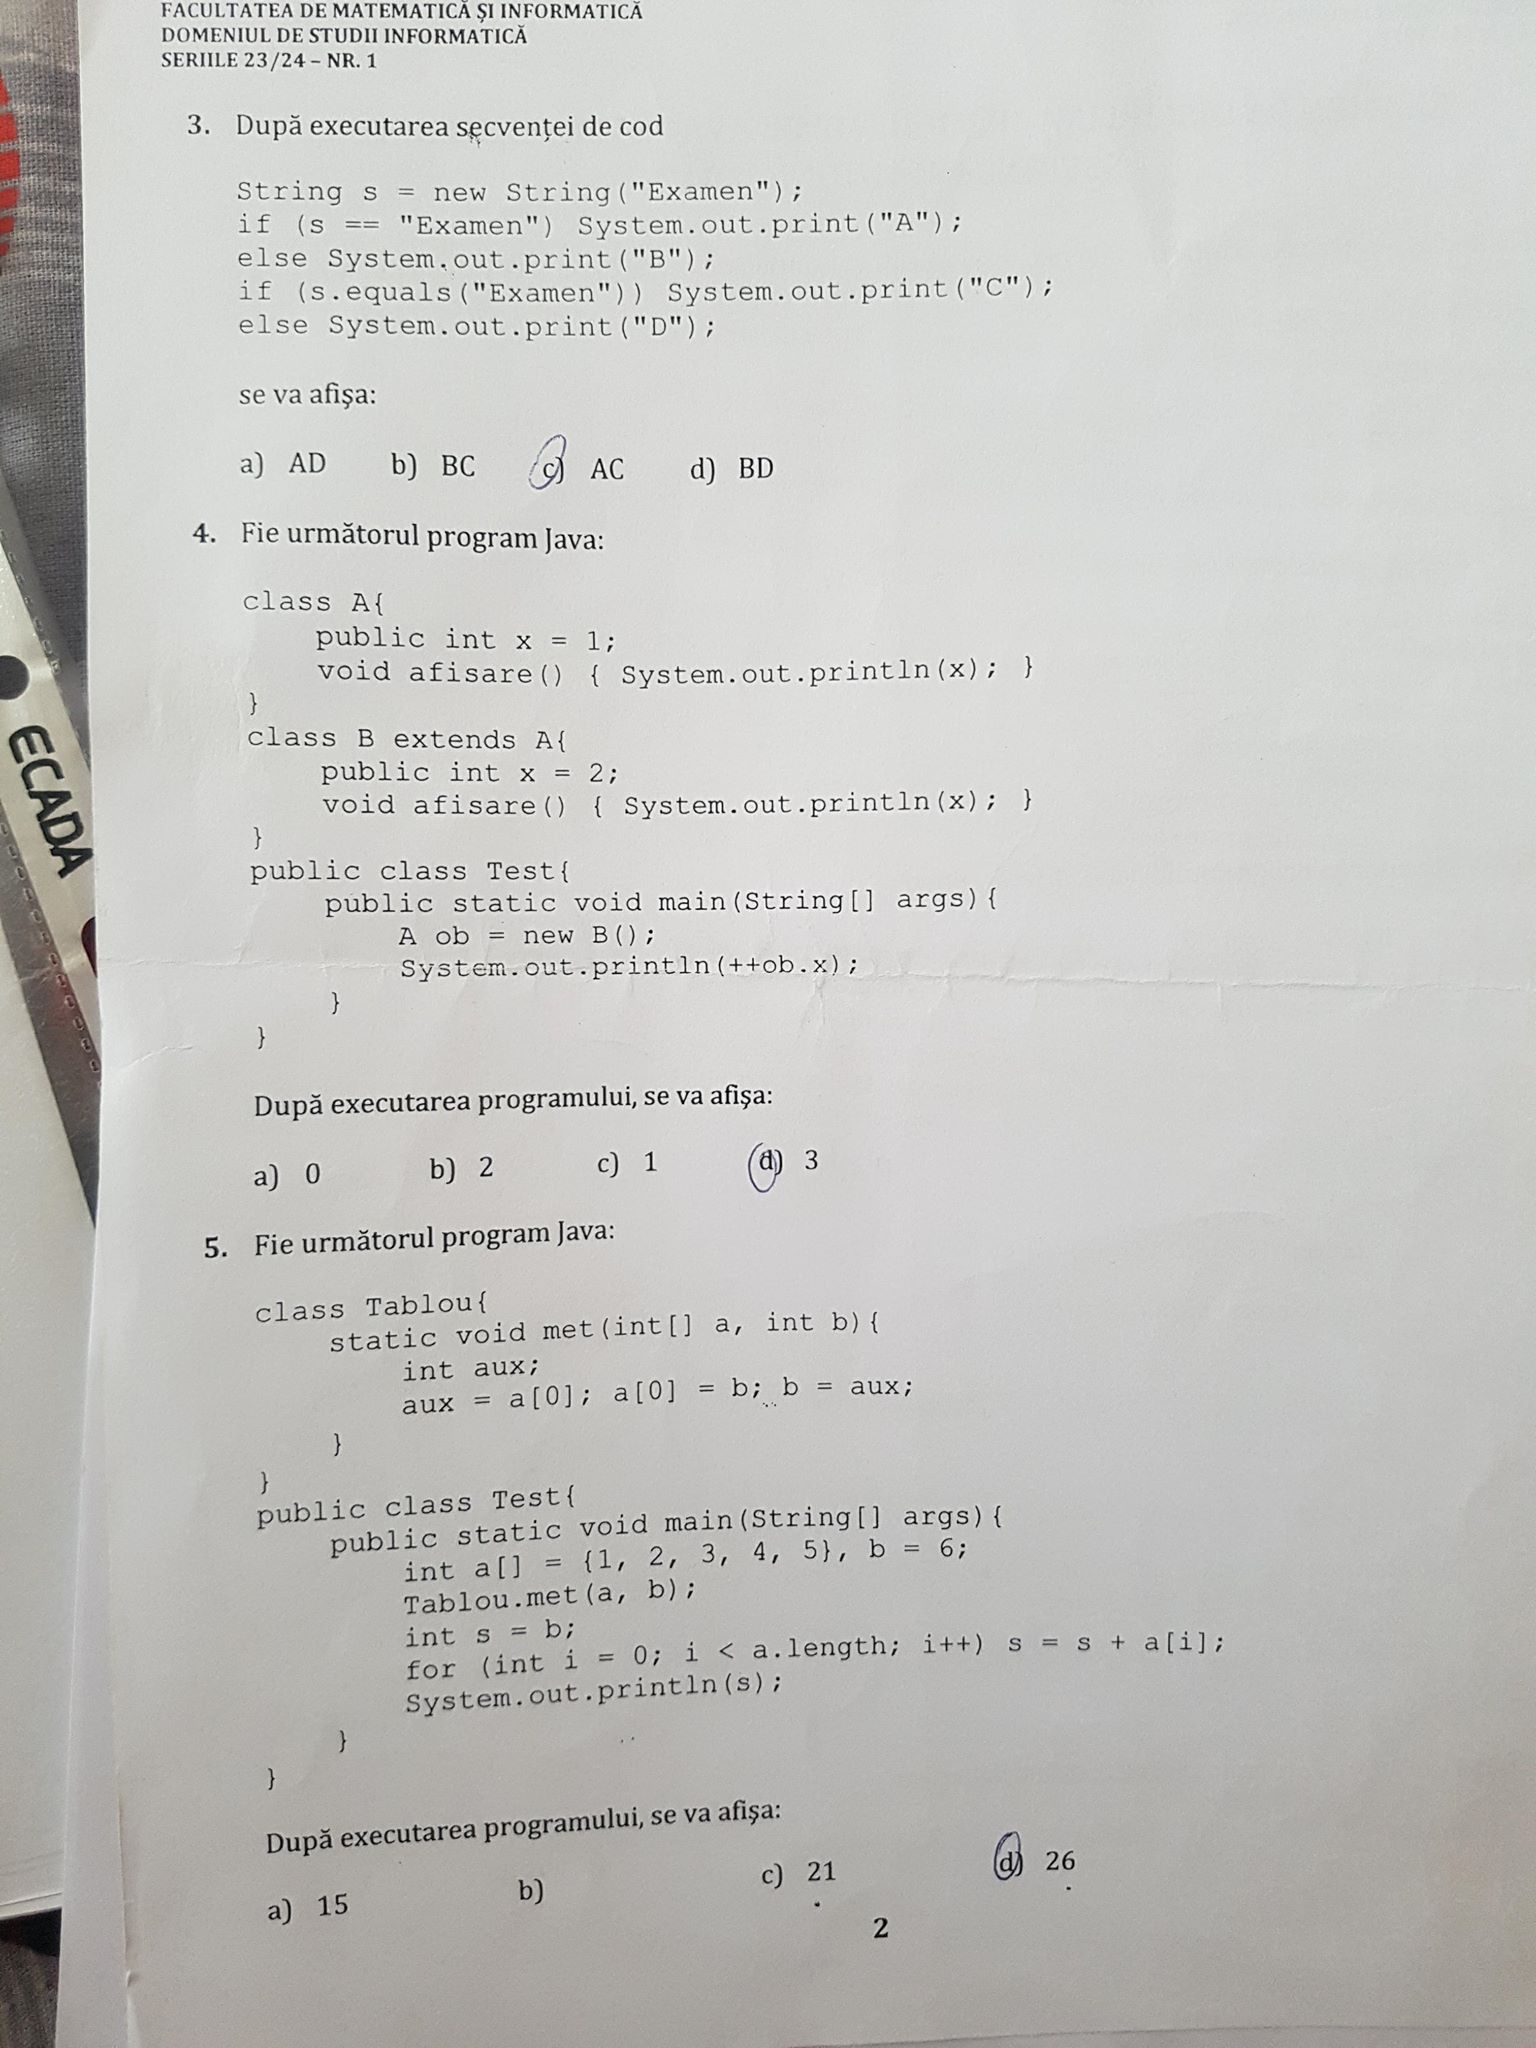 FACULTATEA DE MATEMATICĂ ȘI INFORMATICĂ
DOMENIUL DE STUDII INFORMATICĂ
SERIILE 23/24 – NR. 1
3. După executarea secvenței de cod
String s = new String("Examen");
if (s == "Examen") System.out.print("A");
else System.out.print("B");
if (s.equals("Examen")) System.out.print("C");
else System.out.print("D");
se va afişa:
a) AD b) BC c) AC d) BD
4. Fie următorul program Java:
class A{
public int x = 1;
void afisare() { System.out.println(x); }
}
class B extends A{
public int x = 2;
void afisare() { System.out.println(x); }
}
public class Test{
public static void main(String[] args){
A ob = new B();
System.out.println(++ob.x);
}
}
După executarea programului, se va afişa:
a) 0 b) 2 c) 1 d) 3
5. Fie următorul program Java:
class Tablou{
static void met(int[] a, int b){
int aux;
aux = a[0]; a[0] = b; b = aux;
}
}
public class Test{
public static void main(String[] args){
int a[] = {1, 2, 3, 4, 5}, b = 6;
Tablou.met(a, b);
int s = b;
for (int i = 0; i < a.length; i++) s = s + a[i];
System.out.println(s);
}
}
După executarea programului, se va afişa:
a) 15 b) c) 21 d) 26
2
ECADA